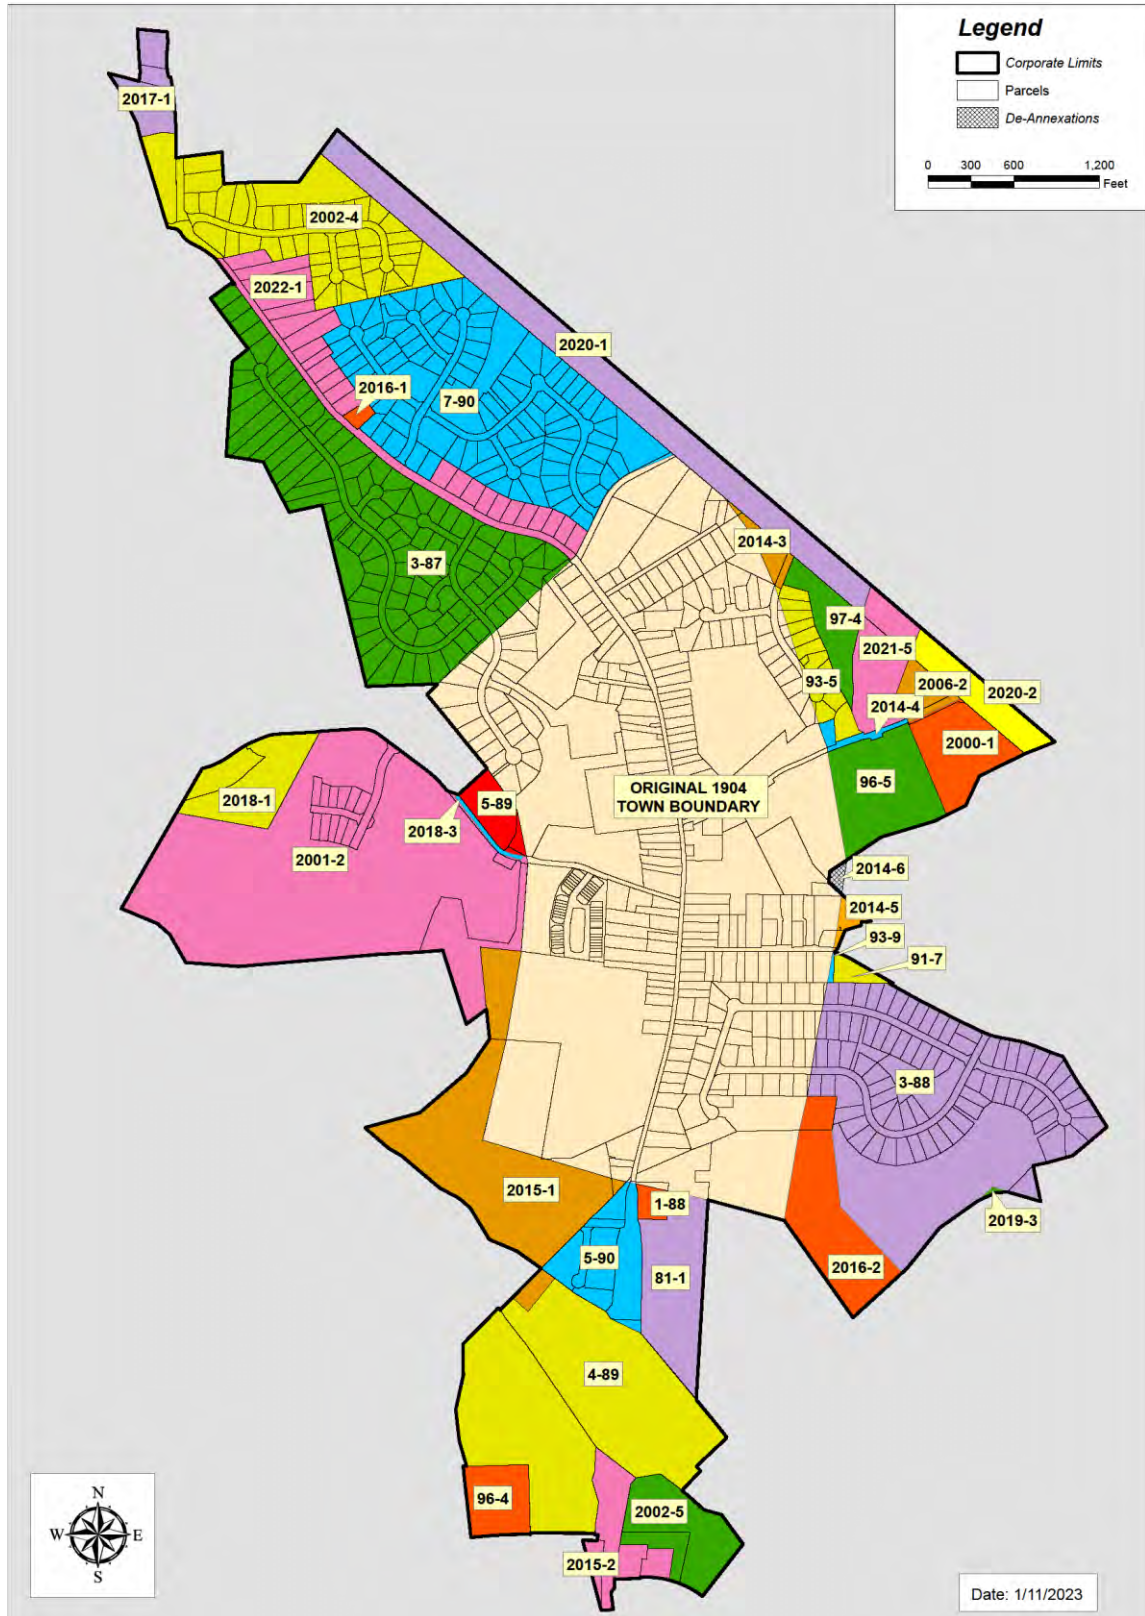 Legend
Corporate Limits
Parcels
De-Annexations
0 300 600 1,200
Feet
2017-1
2002-4
2022-1
2020-1
2016-1
7-90
2014-3
3-87
97-4
2021-5
93-5
2006-2
2020-2
2014-4
2000-1
96-5
ORIGINAL 1904
TOWN BOUNDARY
2018-1
5-89
2018-3
2001-2
2014-6
2014-5
93-9
91-7
3-88
2015-1
1-88
2019-3
5-90
81-1
2016-2
4-89
96-4
2002-5
2015-2
N
W E
S
Date: 1/11/2023